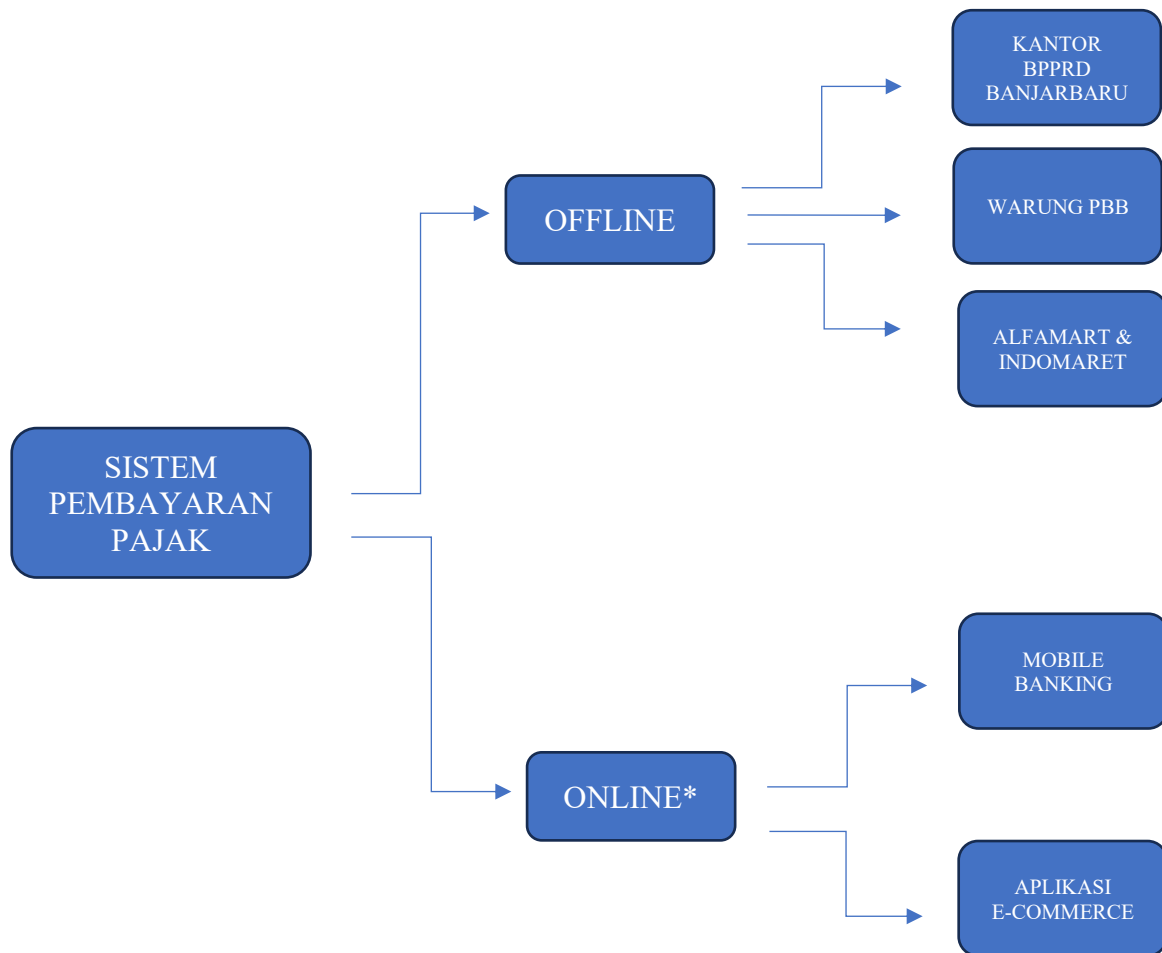 KANTOR
BPPRD
BANJARBARU
OFFLINE
WARUNG PBB
ALFAMART &
INDOMARET
SISTEM
PEMBAYARAN
PAJAK
MOBILE
BANKING
ONLINE*
APLIKASI
E-COMMERCE